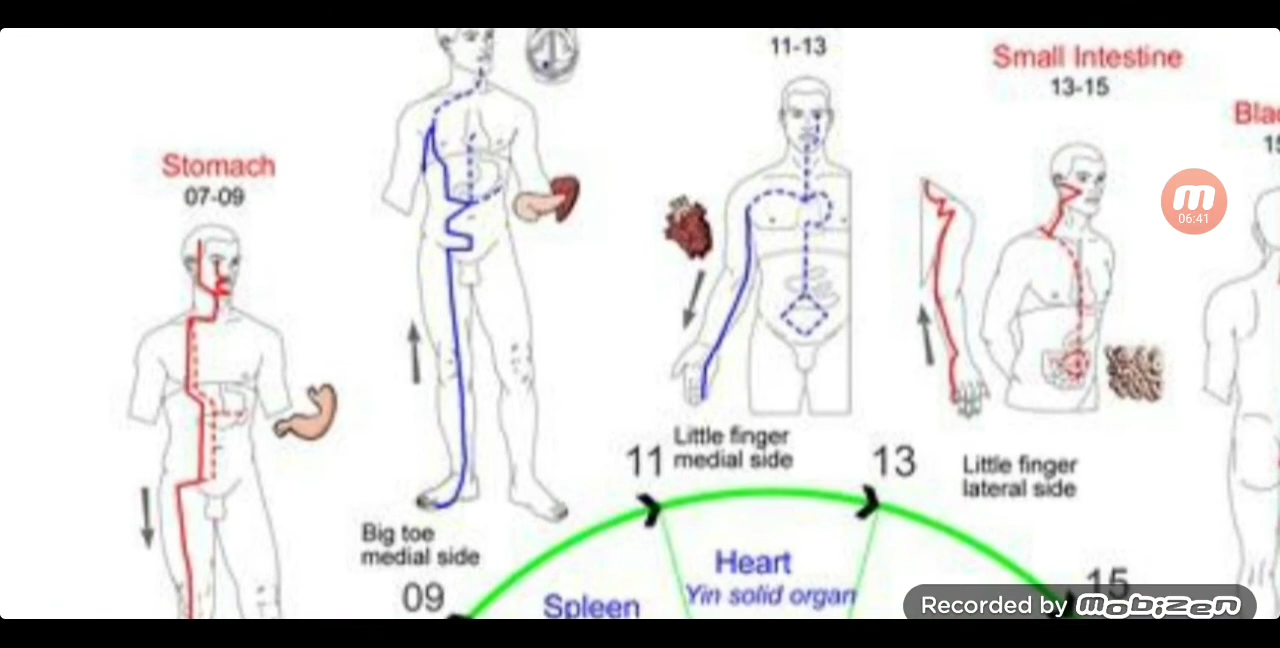 11-13
Small Intestine
13-15
Stomach
07-09
06:41
11
Little finger
medial side
13
Little finger
lateral side
Big toe
medial side
09
Heart
Yin solid organ
Spleen
15
Recorded by mobizen